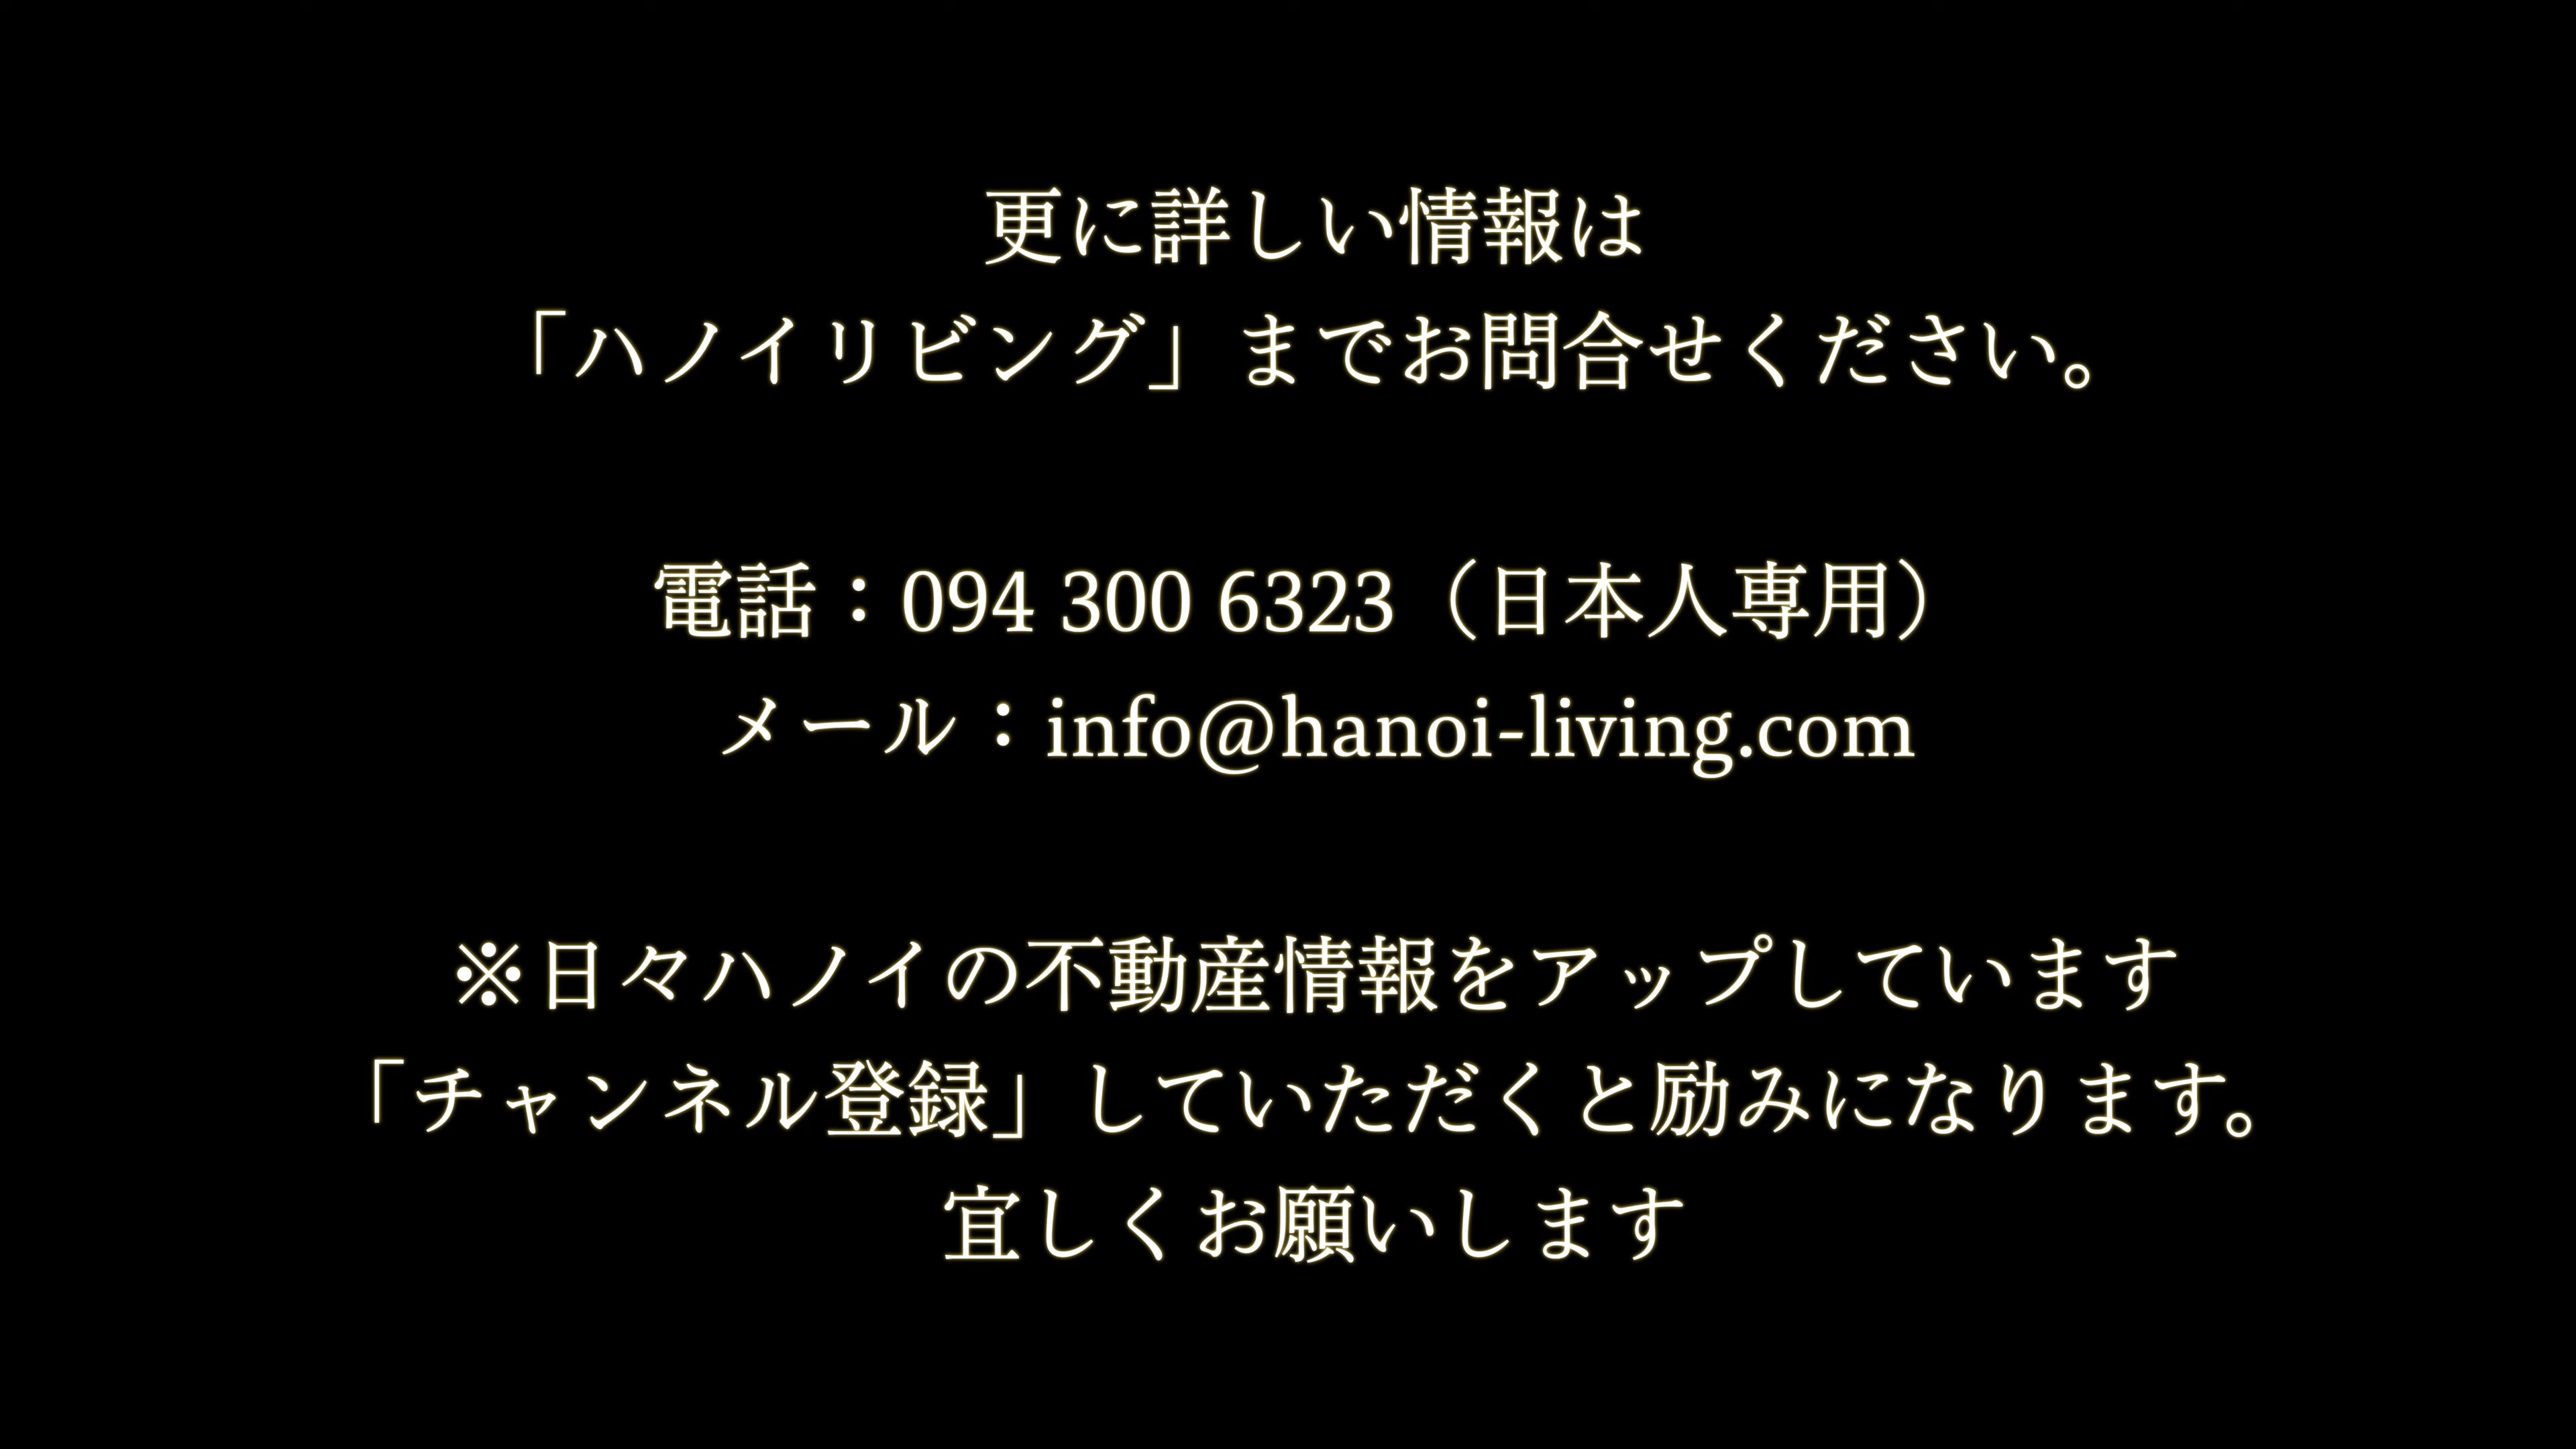 更に詳しい情報は
「ハノイリビング」までお問合せください。
電話：094 300 6323（日本人専用）
メール：info@hanoi-living.com
※日々ハノイの不動産情報をアップしています
「チャンネル登録」していただくと励みになります。
宜しくお願いします